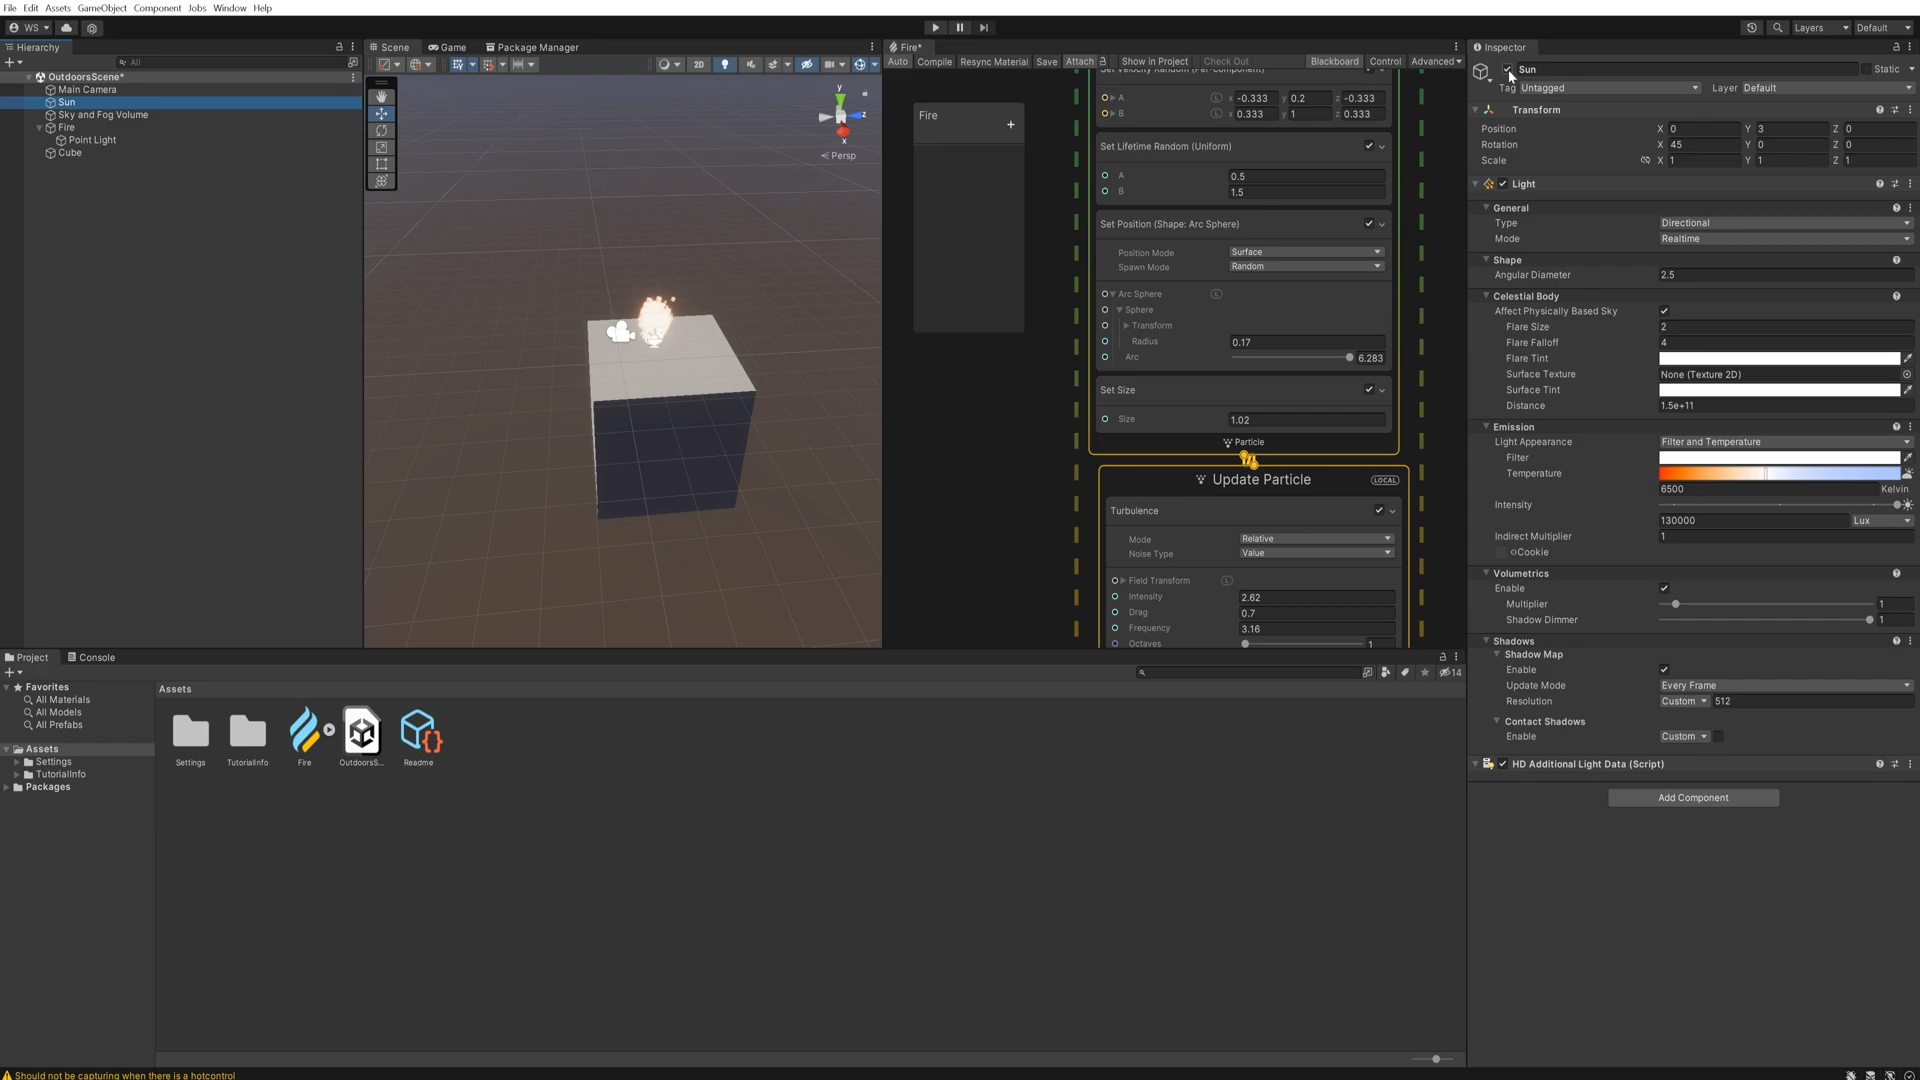 File Edit Assets GameObject Component Jobs Window Help
WS Layers Default
Hierarchy
All
OutdoorsScene*
Main Camera
Sun
Sky and Fog Volume
Fire
Point Light
Cube
Scene Game Package Manager
2D
y
z
x
Persp
Fire*
Auto Compile Resync Material Save Attach Show in Project Check Out Blackboard Control Advanced
Fire
+
Set Velocity Random (Per-component)
A L x -0.333 y 0.2 z -0.333
B L x 0.333 y 1 z 0.333
Set Lifetime Random (Uniform)
A 0.5
B 1.5
Set Position (Shape: Arc Sphere)
Position Mode Surface
Spawn Mode Random
Arc Sphere L
Sphere
Transform
Radius 0.17
Arc 6.283
Set Size
Size 1.02
Particle
Update Particle LOCAL
Turbulence
Mode Relative
Noise Type Value
Field Transform L
Intensity 2.62
Drag 0.7
Frequency 3.16
Octaves 1
Inspector
Sun Static
Tag Untagged Layer Default
Transform
Position X 0 Y 3 Z 0
Rotation X 45 Y 0 Z 0
Scale X 1 Y 1 Z 1
Light
General
Type Directional
Mode Realtime
Shape
Angular Diameter 2.5
Celestial Body
Affect Physically Based Sky
Flare Size 2
Flare Falloff 4
Flare Tint
Surface Texture None (Texture 2D)
Surface Tint
Distance 1.5e+11
Emission
Light Appearance Filter and Temperature
Filter
Temperature
6500 Kelvin
Intensity
130000 Lux
Indirect Multiplier 1
Cookie
Volumetrics
Enable
Multiplier 1
Shadow Dimmer 1
Shadows
Shadow Map
Enable
Update Mode Every Frame
Resolution Custom 512
Contact Shadows
Enable Custom
HD Additional Light Data (Script)
Add Component
Project Console
14
Favorites
All Materials
All Models
All Prefabs
Assets
Settings
TutorialInfo
Packages
Assets
Settings TutorialInfo Fire OutdoorsS... Readme
Should not be capturing when there is a hotcontrol